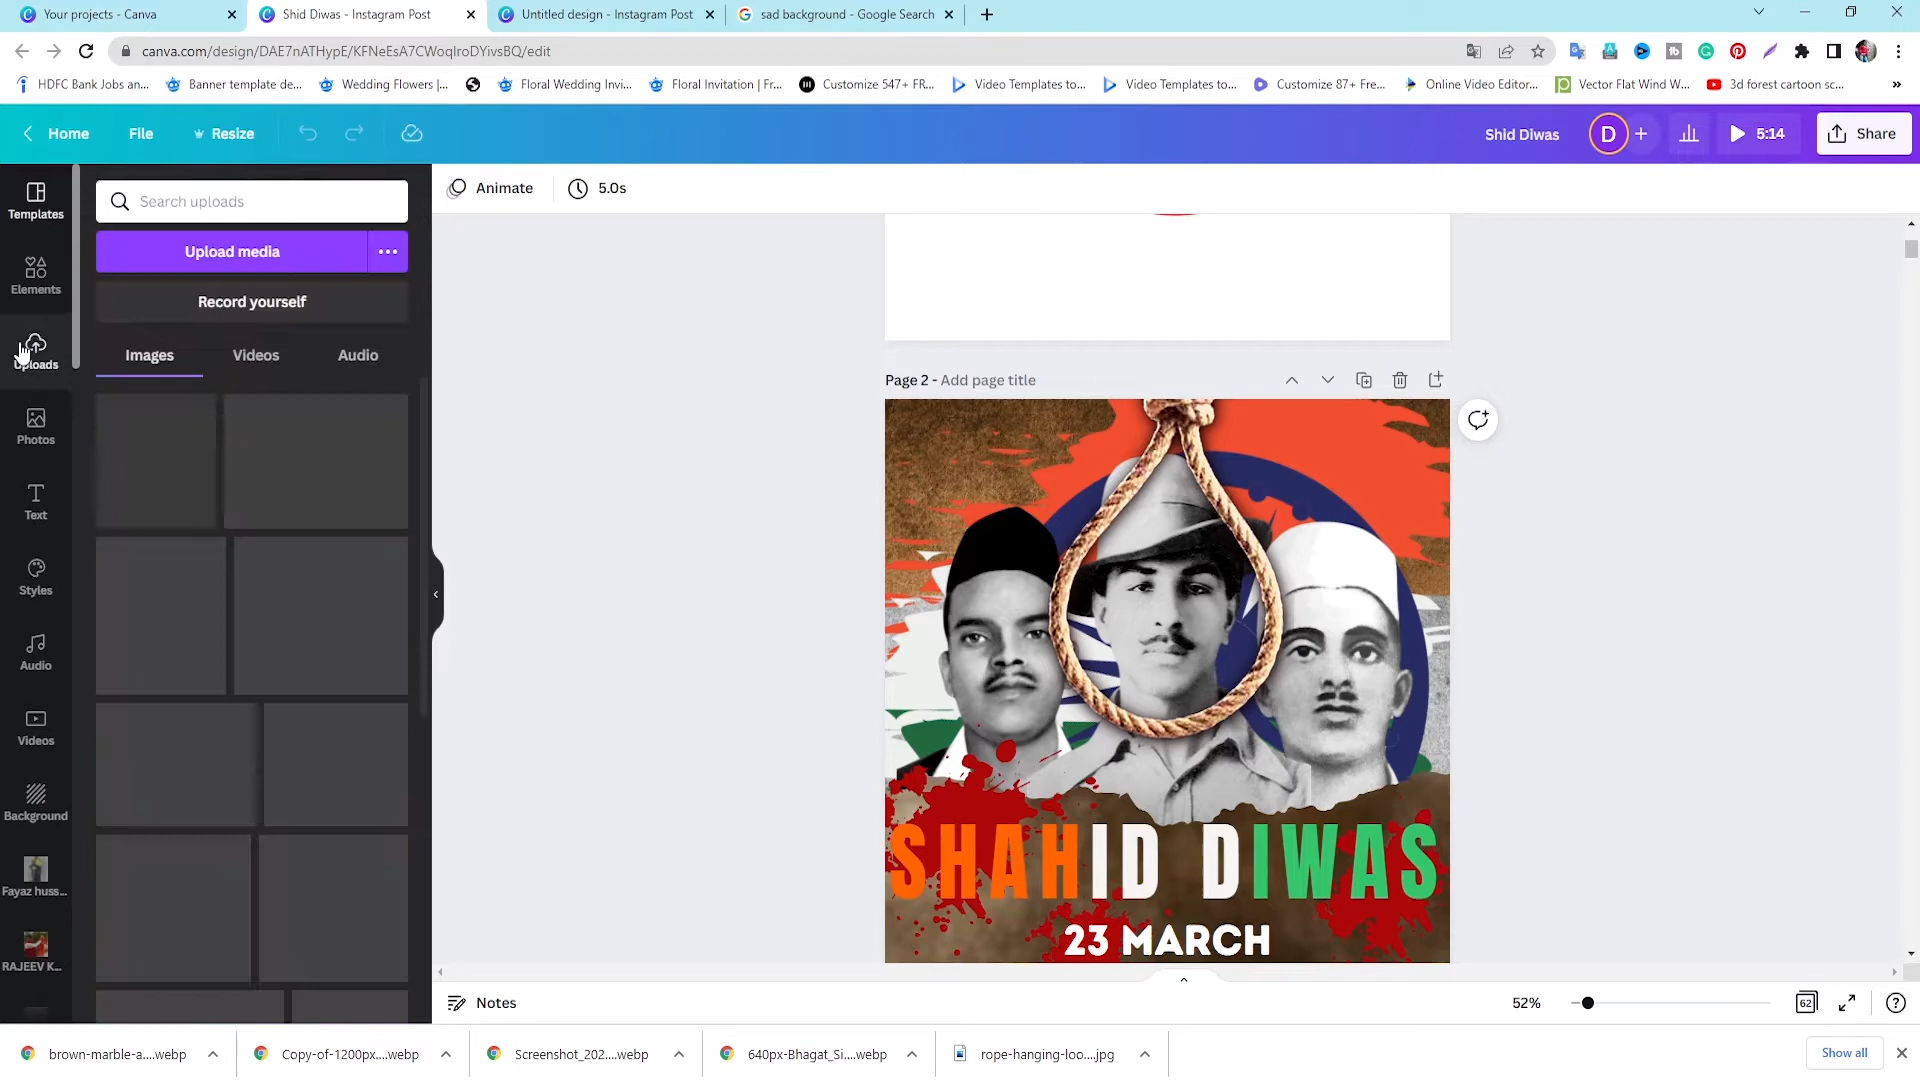 Your projects - Canva
Shid Diwas - Instagram Post
Untitled design - Instagram Post
sad background - Google Search
canva.com/design/DAE7nATHypE/KFNeEsA7CWoqlroDYivsBQ/edit
HDFC Bank Jobs an...
Banner template de...
Wedding Flowers |...
Floral Wedding Invi...
Floral Invitation | Fr...
Customize 547+ FR...
Video Templates to...
Video Templates to...
Customize 87+ Fre...
Online Video Editor...
Vector Flat Wind W...
3d forest cartoon sc...
Home
File
Resize
Shid Diwas
D
5:14
Share
Templates
Elements
Uploads
Photos
Text
Styles
Audio
Videos
Background
Fayaz huss...
RAJEEV K...
Search uploads
Upload media
Record yourself
Images
Videos
Audio
Animate
5.0s
Page 2 - Add page title
SHAHID DIWAS
23 MARCH
Notes
52%
62
brown-marble-a....webp
Copy-of-1200px....webp
Screenshot_202....webp
640px-Bhagat_Si....webp
rope-hanging-loo....jpg
Show all